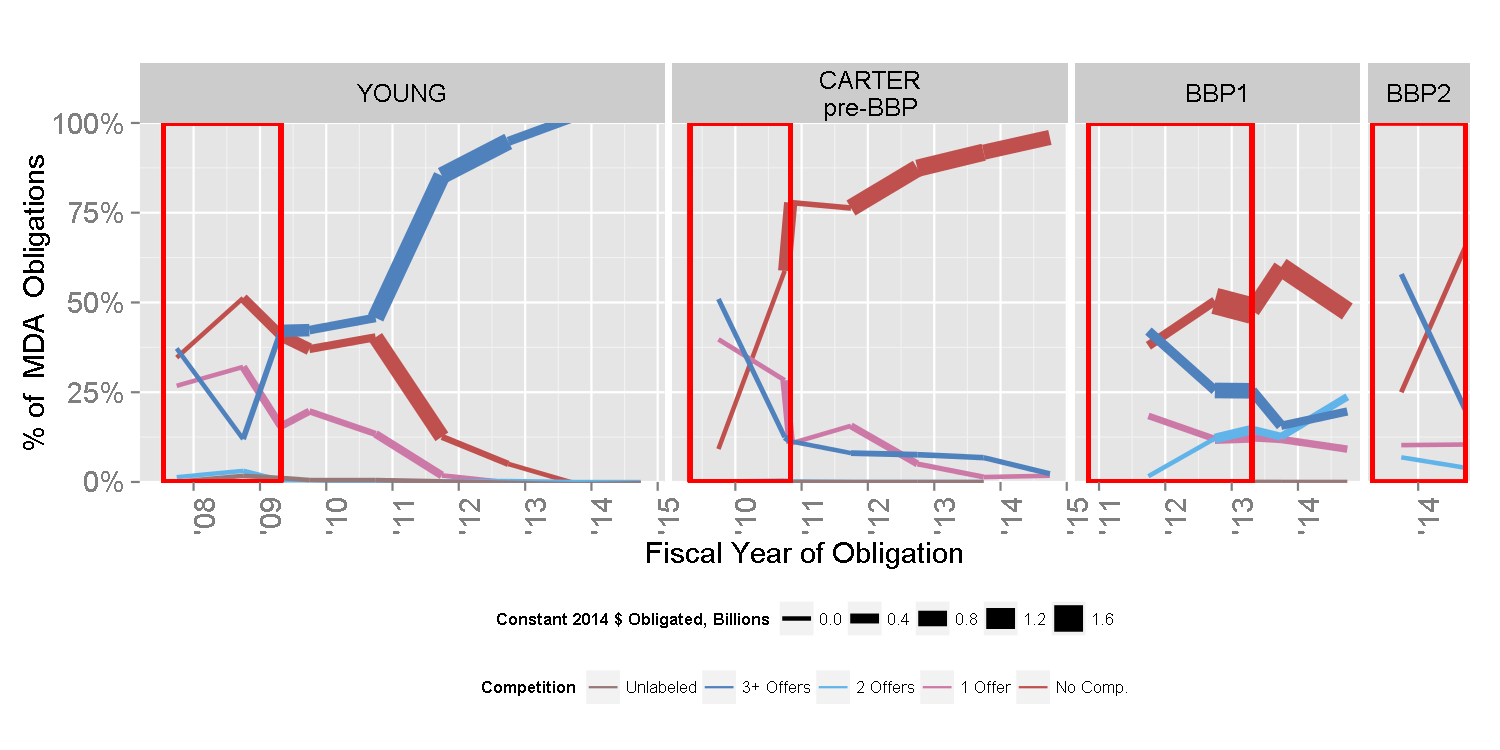 YOUNG
CARTER
pre-BBP
BBP1
BBP2
100%
75%
50%
25%
0%
% of MDA Obligations
'08 '09 '10 '11 '12 '13 '14 '15
'10 '11 '12 '13 '14 '15
'11 '12 '13 '14
'14
Fiscal Year of Obligation
Constant 2014 $ Obligated, Billions 0.0 0.4 0.8 1.2 1.6
Competition Unlabeled 3+ Offers 2 Offers 1 Offer No Comp.